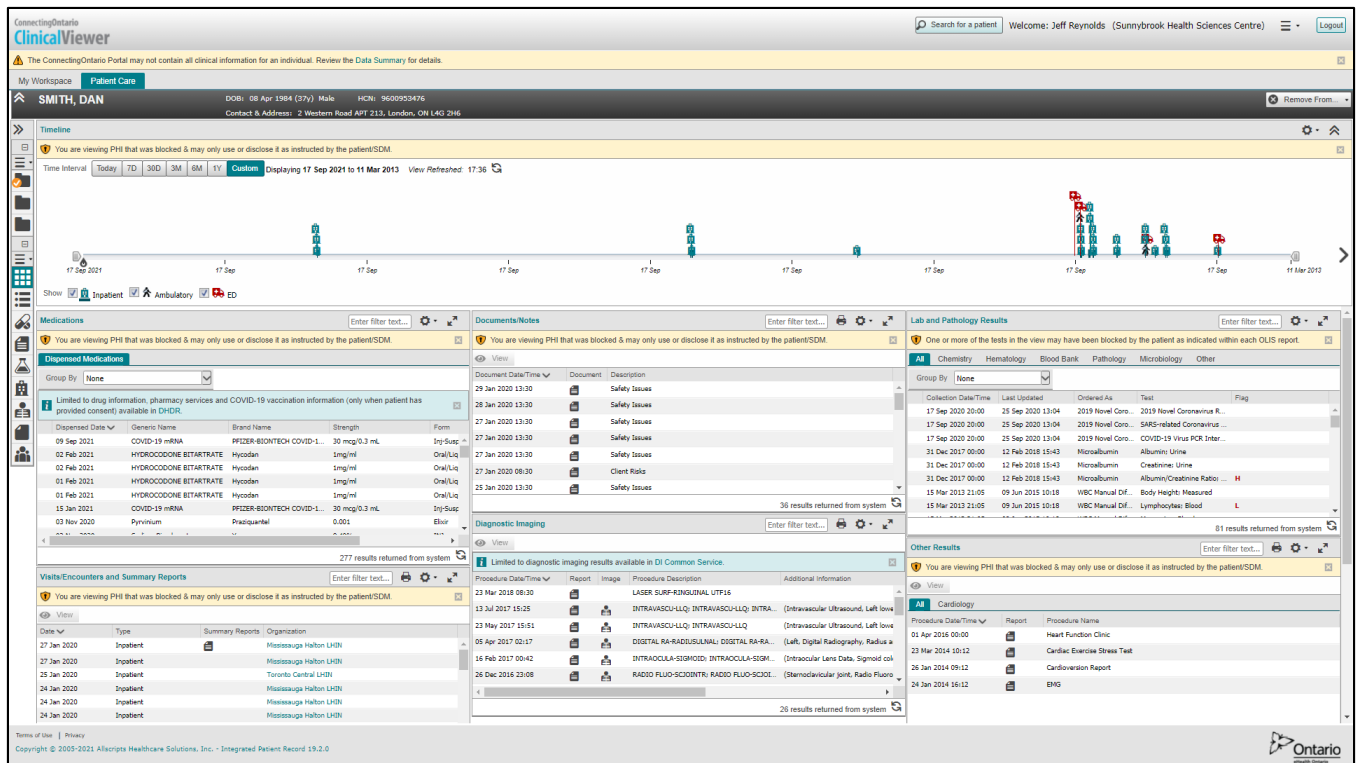 ConnectingOntario
ClinicalViewer
Search for a patient Welcome: Jeff Reynolds (Sunnybrook Health Sciences Centre) Logout
The ConnectingOntario Portal may not contain all clinical information for an individual. Review the Data Summary for details.
My Workspace Patient Care
SMITH, DAN DOB: 08 Apr 1984 (37y) Male HCN: 9600953476 Remove From...
Contact & Address: 2 Western Road APT 213, London, ON L4G 2H6
Timeline
You are viewing PHI that was blocked & may only use or disclose it as instructed by the patient/SDM.
Time Interval Today 7D 30D 3M 6M 1Y Custom Displaying 17 Sep 2021 to 11 Mar 2013 View Refreshed: 17:36
17 Sep 2021 17 Sep 17 Sep 17 Sep 17 Sep 17 Sep 17 Sep 17 Sep 17 Sep 11 Mar 2013
Show Inpatient Ambulatory ED
Medications Enter filter text...
You are viewing PHI that was blocked & may only use or disclose it as instructed by the patient/SDM.
Dispensed Medications
Group By None
Limited to drug information, pharmacy services and COVID-19 vaccination information (only when patient has
provided consent) available in DHDR.
Dispensed Date Generic Name Brand Name Strength Form
09 Sep 2021 COVID-19 mRNA PFIZER-BIONTECH COVID-1... 30 mcg/0.3 mL Inj-Susp
02 Feb 2021 HYDROCODONE BITARTRATE Hycodan 1mg/ml Oral/Liq
02 Feb 2021 HYDROCODONE BITARTRATE Hycodan 1mg/ml Oral/Liq
01 Feb 2021 HYDROCODONE BITARTRATE Hycodan 1mg/ml Oral/Liq
01 Feb 2021 HYDROCODONE BITARTRATE Hycodan 1mg/ml Oral/Liq
15 Jan 2021 COVID-19 mRNA PFIZER-BIONTECH COVID-1... 30 mcg/0.3 mL Inj-Susp
03 Nov 2020 Pyrvinium Praziquantel 0.001 Elixir
277 results returned from system
Visits/Encounters and Summary Reports Enter filter text...
You are viewing PHI that was blocked & may only use or disclose it as instructed by the patient/SDM.
View
Date Type Summary Reports Organization
27 Jan 2020 Inpatient Mississauga Halton LHIN
27 Jan 2020 Inpatient Mississauga Halton LHIN
25 Jan 2020 Inpatient Toronto Central LHIN
24 Jan 2020 Inpatient Mississauga Halton LHIN
24 Jan 2020 Inpatient Mississauga Halton LHIN
24 Jan 2020 Inpatient Mississauga Halton LHIN
Documents/Notes Enter filter text...
You are viewing PHI that was blocked & may only use or disclose it as instructed by the patient/SDM.
View
Document Date/Time Document Description
29 Jan 2020 13:30 Safety Issues
28 Jan 2020 13:30 Safety Issues
27 Jan 2020 13:30 Safety Issues
27 Jan 2020 13:30 Safety Issues
27 Jan 2020 13:30 Safety Issues
27 Jan 2020 08:30 Client Risks
25 Jan 2020 13:30 Safety Issues
36 results returned from system
Diagnostic Imaging Enter filter text...
View
Limited to diagnostic imaging results available in DI Common Service.
Procedure Date/Time Report Image Procedure Description Additional Information
23 Mar 2018 08:30 LASER SURF-RINGUINAL UTF16
13 Jul 2017 15:25 INTRAVASCU-LLQ; INTRAVASCU-LLQ; INTRA... (Intravascular Ultrasound, Left lowe
23 May 2017 15:51 INTRAVASCU-LLQ; INTRAVASCU-LLQ (Intravascular Ultrasound, Left lowe
05 Apr 2017 02:17 DIGITAL RA-RADIUSULNAL; DIGITAL RA-RA... (Left, Digital Radiography, Radius a
16 Feb 2017 00:42 INTRAOCULA-SIGMOID; INTRAOCULA-SIGM... (Intraocular Lens Data, Sigmoid col
26 Dec 2016 23:08 RADIO FLUO-SCJOINTR; RADIO FLUO-SCJOI... (Sternoclavicular joint, Radio Fluoro
26 results returned from system
Lab and Pathology Results Enter filter text...
One or more of the tests in the view may have been blocked by the patient as indicated within each OLIS report.
All Chemistry Hematology Blood Bank Pathology Microbiology Other
Group By None
Collection Date/Time Last Updated Ordered As Test Flag
17 Sep 2020 20:00 25 Sep 2020 13:04 2019 Novel Coro... 2019 Novel Coronavirus R...
17 Sep 2020 20:00 25 Sep 2020 13:04 2019 Novel Coro... SARS-related Coronavirus ...
17 Sep 2020 20:00 25 Sep 2020 13:04 2019 Novel Coro... COVID-19 Virus PCR Inter...
31 Dec 2017 00:00 12 Feb 2018 15:43 Microalbumin Albumin; Urine
31 Dec 2017 00:00 12 Feb 2018 15:43 Microalbumin Creatinine; Urine
31 Dec 2017 00:00 12 Feb 2018 15:43 Microalbumin Albumin/Creatinine Ratio; H
15 Mar 2013 21:05 09 Jun 2015 10:18 WBC Manual Dif... Body Height; Measured
15 Mar 2013 21:05 09 Jun 2015 10:18 WBC Manual Dif... Lymphocytes; Blood L
81 results returned from system
Other Results Enter filter text...
You are viewing PHI that was blocked & may only use or disclose it as instructed by the patient/SDM.
View
All Cardiology
Procedure Date/Time Report Procedure Name
01 Apr 2016 00:00 Heart Function Clinic
23 Mar 2014 10:12 Cardiac Exercise Stress Test
26 Jan 2014 09:12 Cardioversion Report
24 Jan 2014 16:12 EMG
Terms of Use | Privacy
Copyright © 2005-2021 Allscripts Healthcare Solutions, Inc. - Integrated Patient Record 19.2.0
Ontario
eHealth Ontario